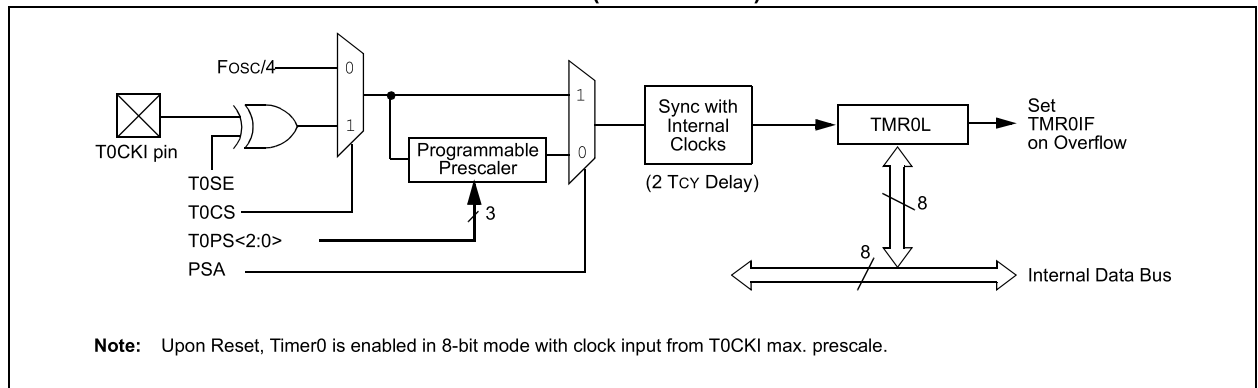 FOSC/4
0
1
T0CKI pin
T0SE
T0CS
T0PS<2:0>
PSA
Programmable
Prescaler
3
1
0
Sync with
Internal
Clocks
(2 TCY Delay)
TMR0L
Set
TMR0IF
on Overflow
8
8
Internal Data Bus
Note: Upon Reset, Timer0 is enabled in 8-bit mode with clock input from T0CKI max. prescale.